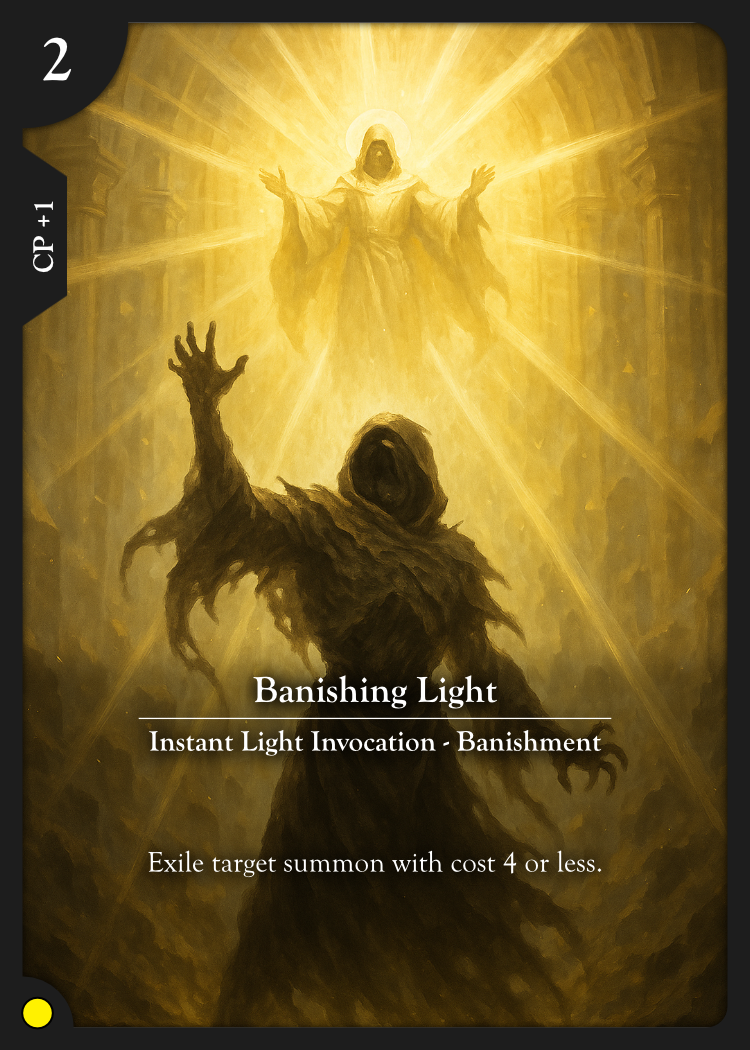 2
CP +1
Banishing Light
Instant Light Invocation - Banishment
Exile target summon with cost 4 or less.